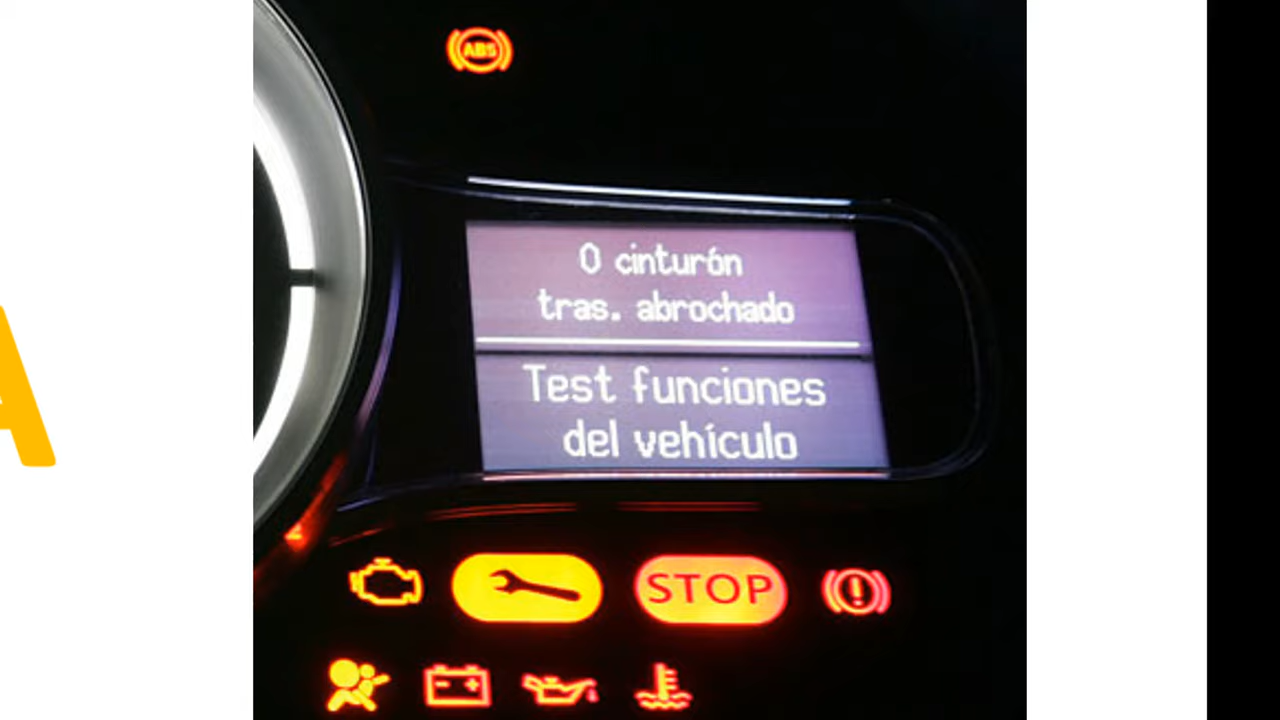 ABS
0 cinturón
tras. abrochado
Test funciones
del vehículo
STOP
A